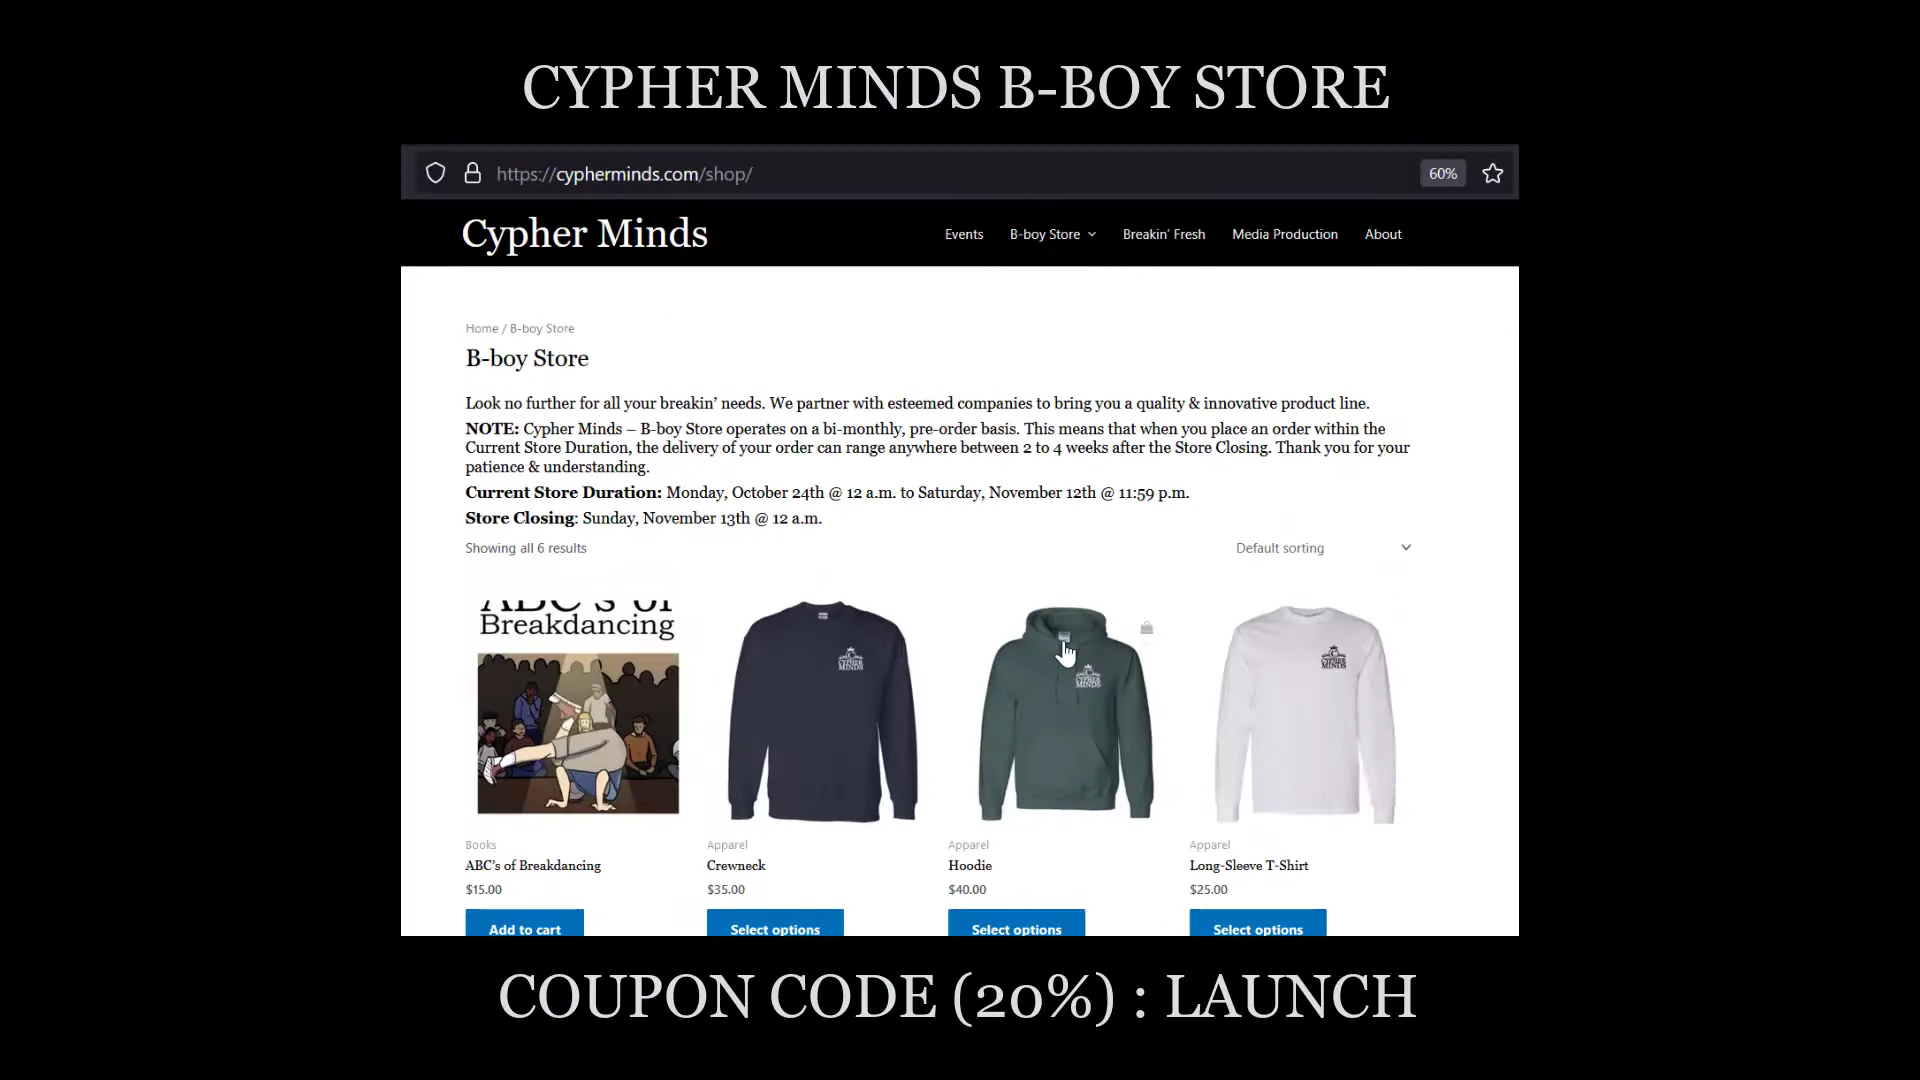 CYPHER MINDS B-BOY STORE
https://cypherminds.com/shop/
60%
Cypher Minds
Events
B-boy Store
Breakin' Fresh
Media Production
About
Home / B-boy Store
B-boy Store
Look no further for all your breakin' needs. We partner with esteemed companies to bring you a quality & innovative product line.
NOTE: Cypher Minds – B-boy Store operates on a bi-monthly, pre-order basis. This means that when you place an order within the
Current Store Duration, the delivery of your order can range anywhere between 2 to 4 weeks after the Store Closing. Thank you for your
patience & understanding.
Current Store Duration: Monday, October 24th @ 12 a.m. to Saturday, November 12th @ 11:59 p.m.
Store Closing: Sunday, November 13th @ 12 a.m.
Showing all 6 results
Default sorting
ABC's of
Breakdancing
C
CYPHER
MINDS
C
CYPHER
MINDS
C
CYPHER
MINDS
Books
ABC's of Breakdancing
$15.00
Add to cart
Apparel
Crewneck
$35.00
Select options
Apparel
Hoodie
$40.00
Select options
Apparel
Long-Sleeve T-Shirt
$25.00
Select options
COUPON CODE (20%) : LAUNCH